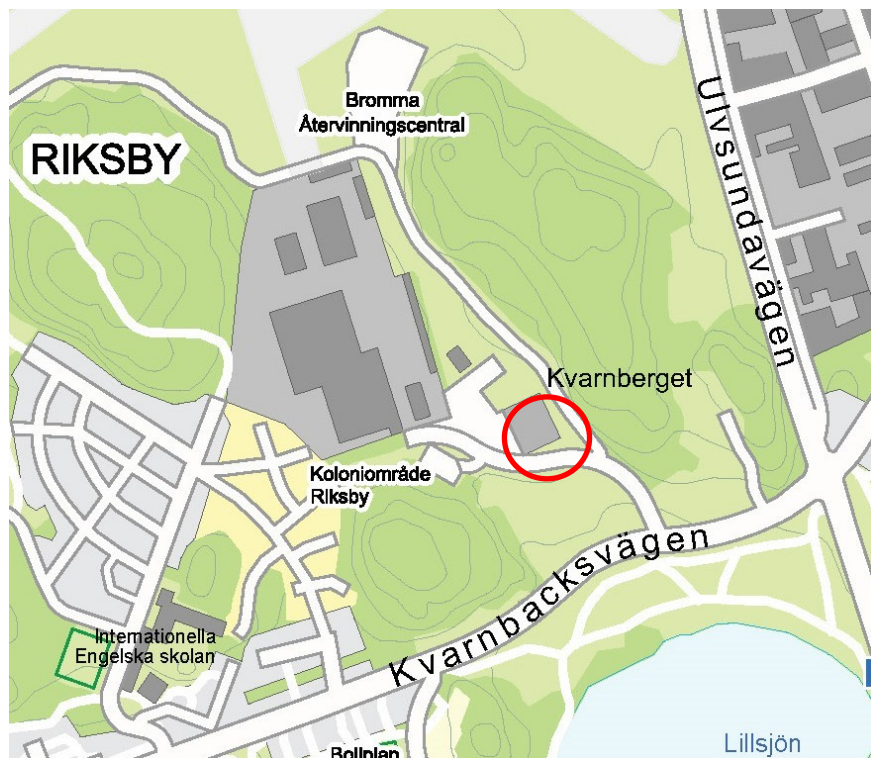 Bromma
Återvinningscentral
RIKSBY
Ulvsundavägen
Kvarnberget
Koloniområde
Riksby
Kvarnbacksvägen
Internationella
Engelska skolan
Lillsjön
Bollplan